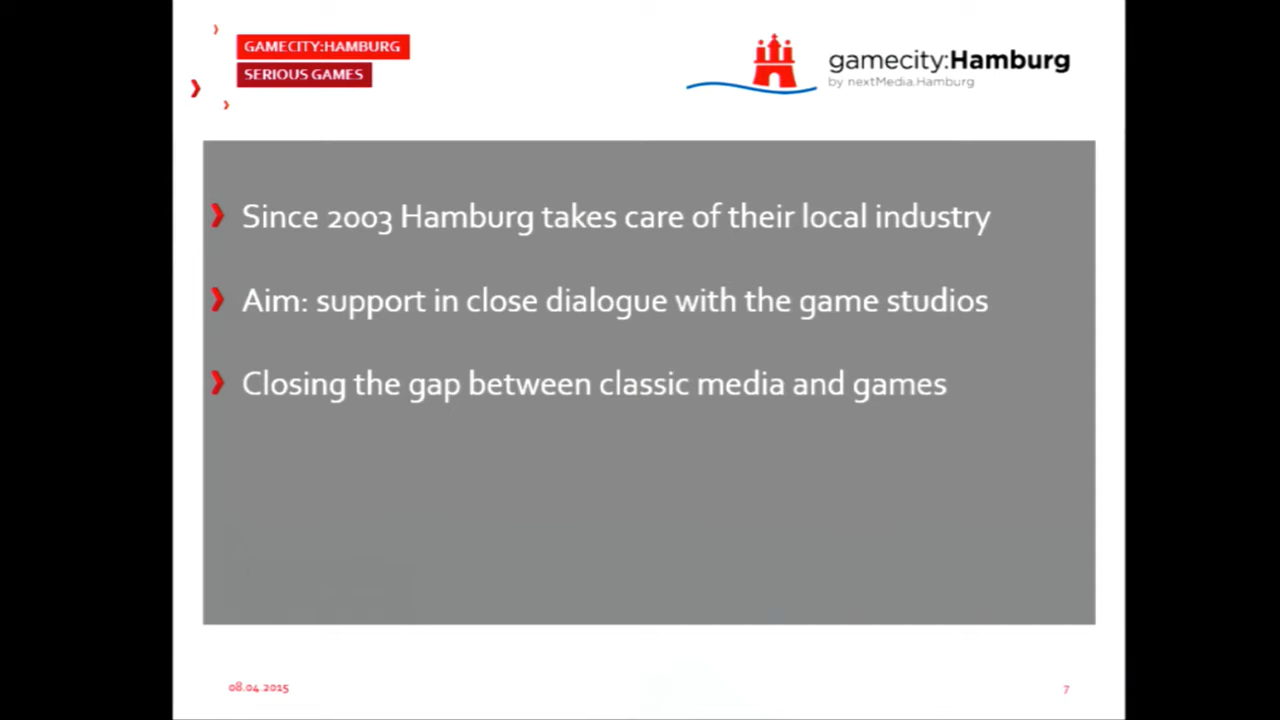 GAMECITY:HAMBURG
SERIOUS GAMES
gamecity:Hamburg
by nextMedia.Hamburg
Since 2003 Hamburg takes care of their local industry
Aim: support in close dialogue with the game studios
Closing the gap between classic media and games
08.04.2015
7